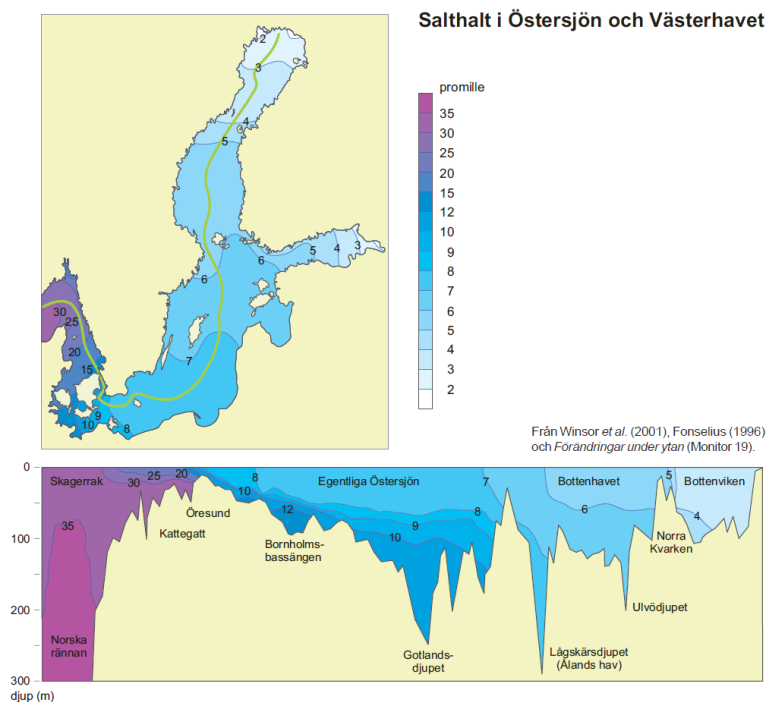 Salthalt i Östersjön och Västerhavet
promille
35
30
25
20
15
12
10
9
8
7
6
5
4
3
2
2
3
4
5
6
5
4
3
6
7
30
25
20
15
9
10
8
Från Winsor et al. (2001), Fonselius (1996)
och Förändringar under ytan (Monitor 19).
0
100
200
300
djup (m)
Skagerrak
30
25
20
35
Norska
rännan
Kattegatt
Öresund
10
8
12
Bornholms-
bassängen
Egentliga Östersjön
7
8
9
10
Gotlands-
djupet
Bottenhavet
6
Lågskärsdjupet
(Ålands hav)
Ulvödjupet
Norra
Kvarken
5
Bottenviken
4